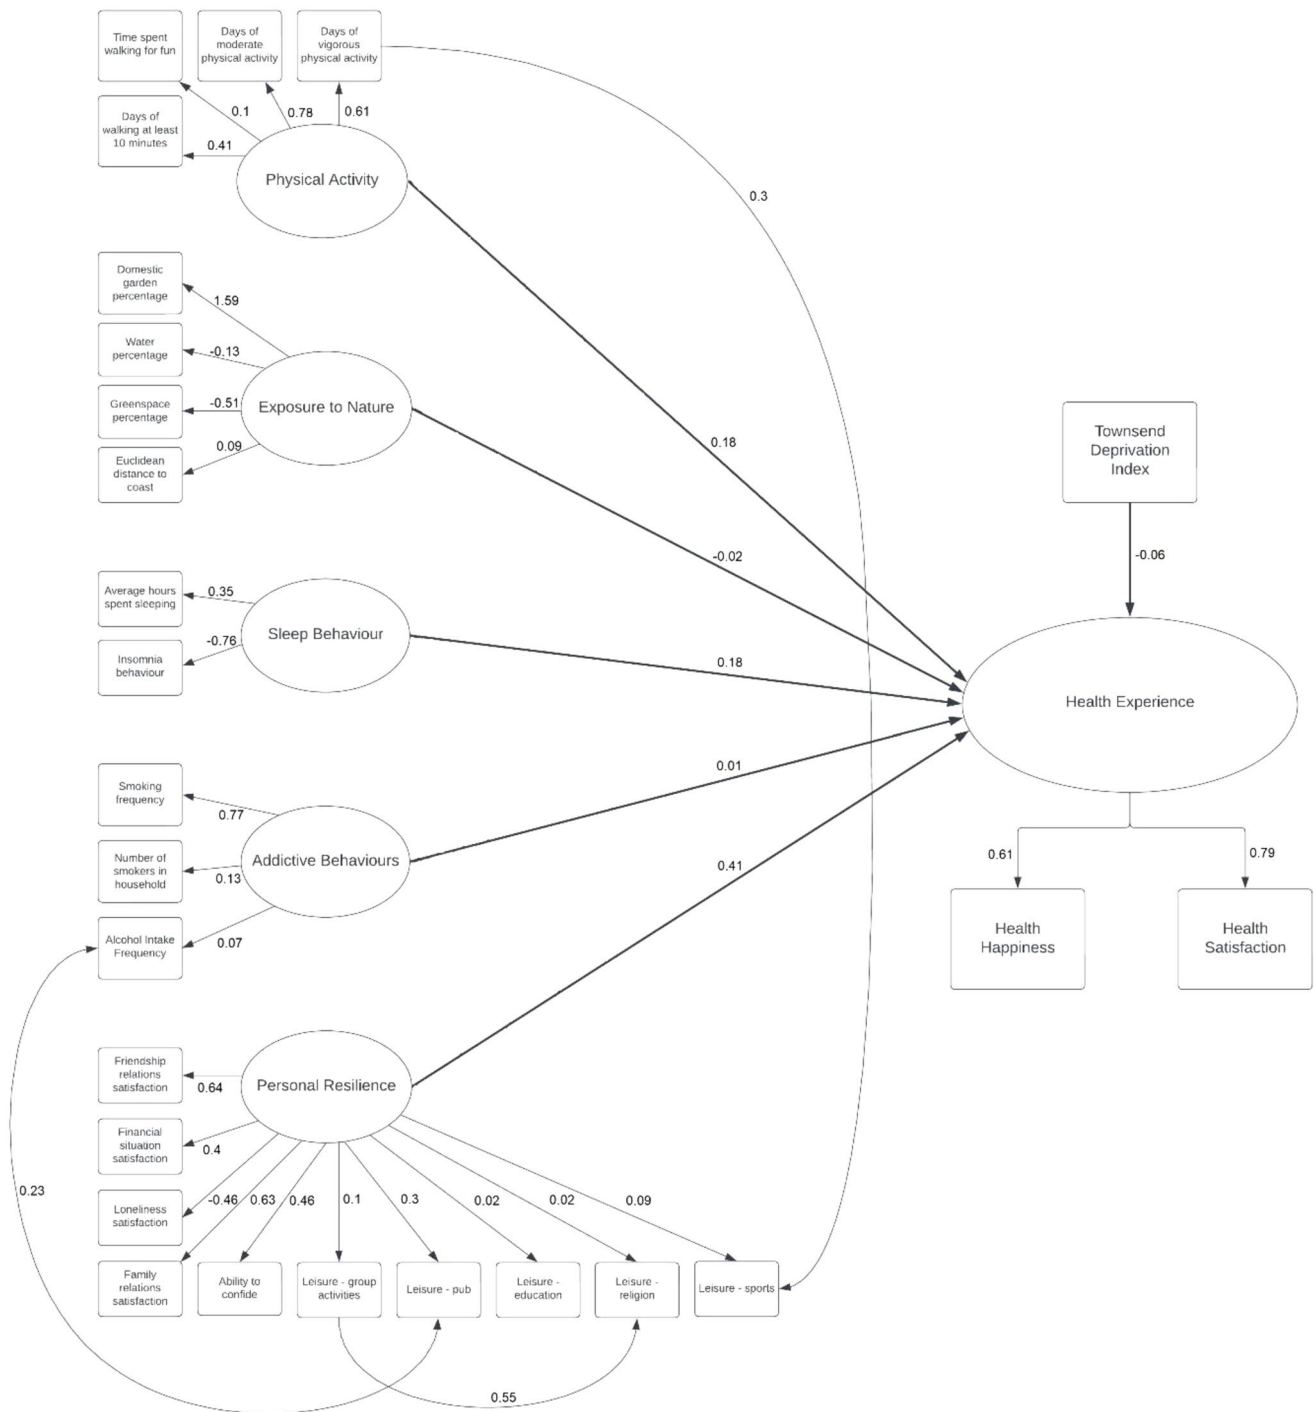 Time spent
walking for fun
Days of
moderate
physical activity
Days of
vigorous
physical activity
0.1
0.78
0.61
Days of
walking at least
10 minutes
0.41
Physical Activity
0.3
Domestic
garden
percentage
1.59
Water
percentage
-0.13
Greenspace
percentage
-0.51
Exposure to Nature
Euclidean
distance to
coast
0.09
0.18
Townsend
Deprivation
Index
-0.06
-0.02
Average hours
spent sleeping
0.35
Sleep Behaviour
Insomnia
behaviour
-0.76
0.18
Health Experience
Smoking
frequency
0.77
0.01
Number of
smokers in
household
0.13
Addictive Behaviours
Alcohol Intake
Frequency
0.07
0.41
0.61
0.79
Health
Happiness
Health
Satisfaction
Friendship
relations
satisfaction
0.64
Personal Resilience
Financial
situation
satisfaction
0.4
Loneliness
satisfaction
-0.46
0.63
0.46
0.1
0.3
0.02
0.02
0.09
0.23
Family
relations
satisfaction
Ability to
confide
Leisure - group
activities
Leisure - pub
Leisure -
education
Leisure -
religion
Leisure - sports
0.55